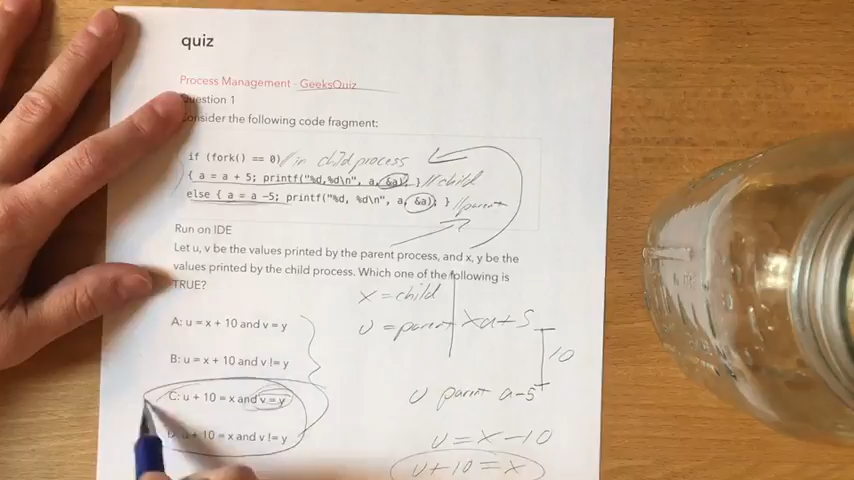 quiz
Process Management - GeeksQuiz
Question 1
Consider the following code fragment:
if (fork() == 0) // in child process
{ a = a + 5; printf("%d,%d\n", a, &a); } // child
else { a = a –5; printf("%d, %d\n", a, &a); } // parent
Run on IDE
Let u, v be the values printed by the parent process, and x, y be the
values printed by the child process. Which one of the following is
TRUE?
x = child
A: u = x + 10 and v = y
u = parent x a+5
10
B: u = x + 10 and v != y
C: u + 10 = x and v = y
u parent a-5
D: u + 10 = x and v != y
u = x - 10
u + 10 = x